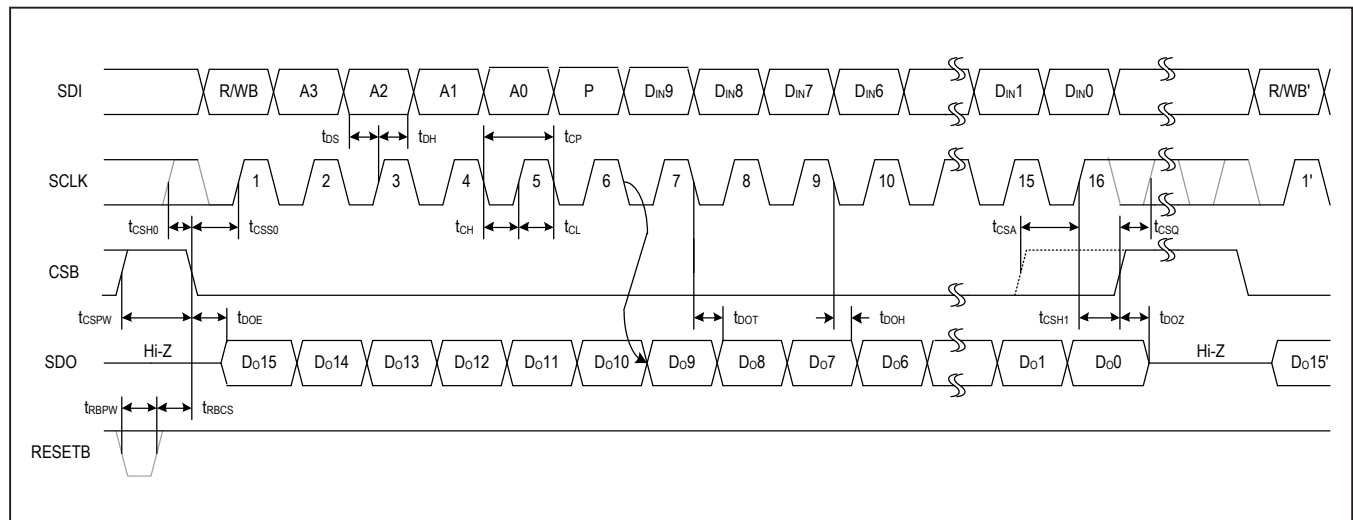 SDI R/WB A3 A2 A1 A0 P DIN9 DIN8 DIN7 DIN6 DIN1 DIN0 R/WB'
tDS tDH tCP
SCLK 1 2 3 4 5 6 7 8 9 10 15 16 1'
tCSH0 tCSS0 tCH tCL tCSA tCSQ
CSB
tCSPW tDOE tDOT tDOH tCSH1 tDOZ
SDO Hi-Z DO15 DO14 DO13 DO12 DO11 DO10 DO9 DO8 DO7 DO6 DO1 DO0 Hi-Z DO15'
tRBPW tRBCS
RESETB